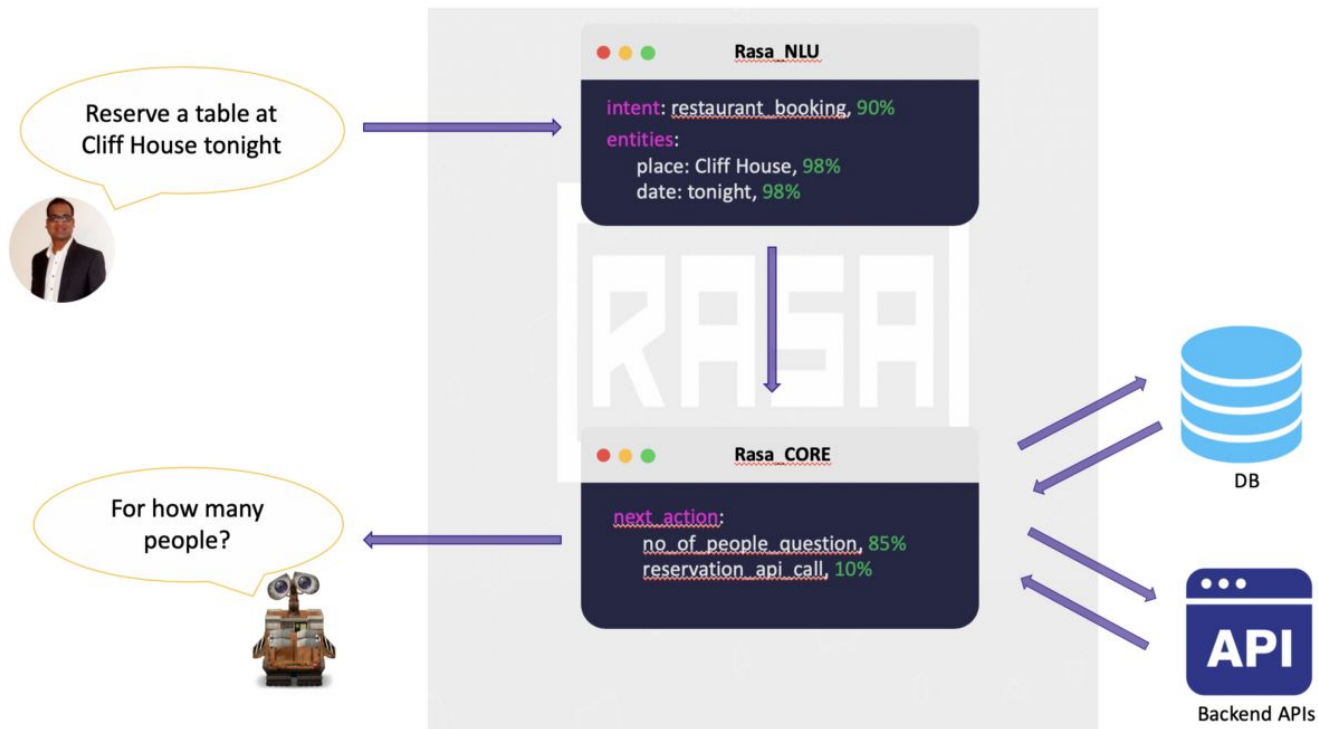 Rasa_NLU
Reserve a table at
Cliff House tonight
intent: restaurant_booking, 90%
entities:
place: Cliff House, 98%
date: tonight, 98%
RASA
Rasa_CORE
DB
For how many
people?
next_action:
no_of_people_question, 85%
reservation_api_call, 10%
API
Backend APIs